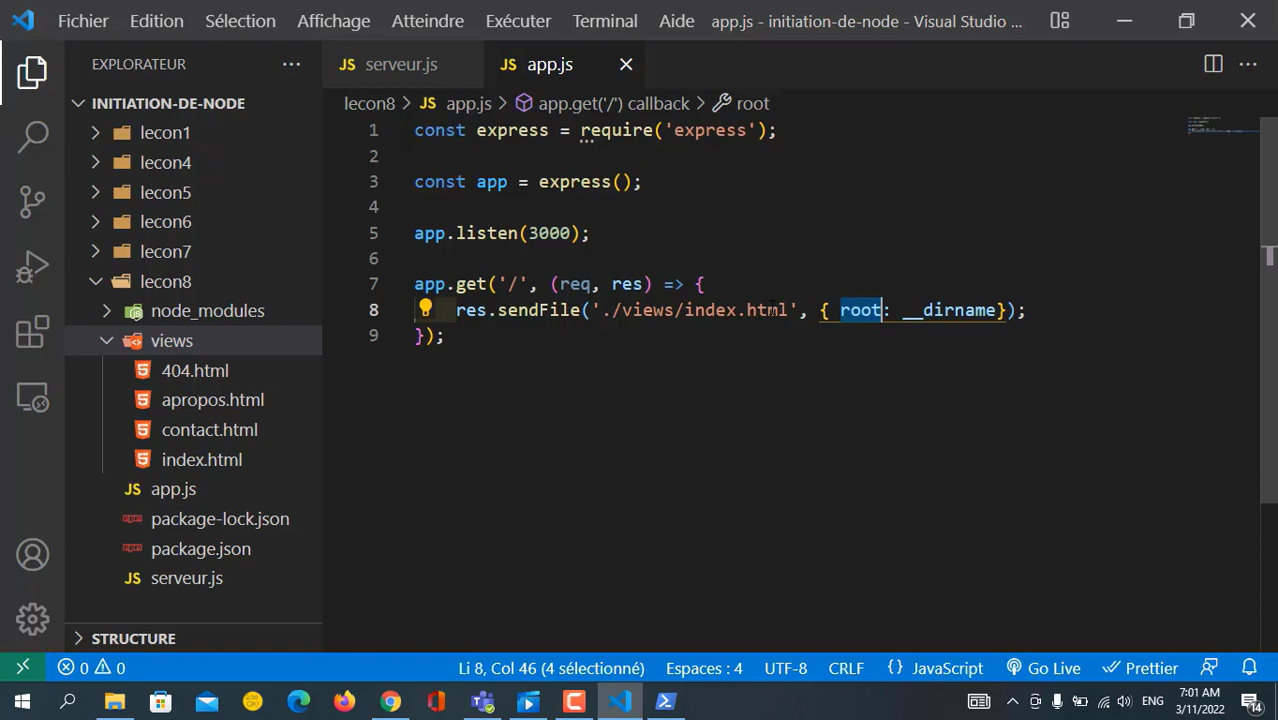 Fichier Edition Sélection Affichage Atteindre Exécuter Terminal Aide app.js - initiation-de-node - Visual Studio ...
EXPLORATEUR
INITIATION-DE-NODE
lecon1
lecon4
lecon5
lecon6
lecon7
lecon8
node_modules
views
404.html
apropos.html
contact.html
index.html
JS app.js
package-lock.json
package.json
JS serveur.js
STRUCTURE
JS serveur.js JS app.js
lecon8 > JS app.js > app.get('/') callback > root
1 const express = require('express');
2
3 const app = express();
4
5 app.listen(3000);
6
7 app.get('/', (req, res) => {
8 res.sendFile('./views/index.html', { root: __dirname});
9 });
0 0 Li 8, Col 46 (4 sélectionné) Espaces : 4 UTF-8 CRLF {} JavaScript Go Live Prettier
ENG 7:01 AM
3/11/2022 14